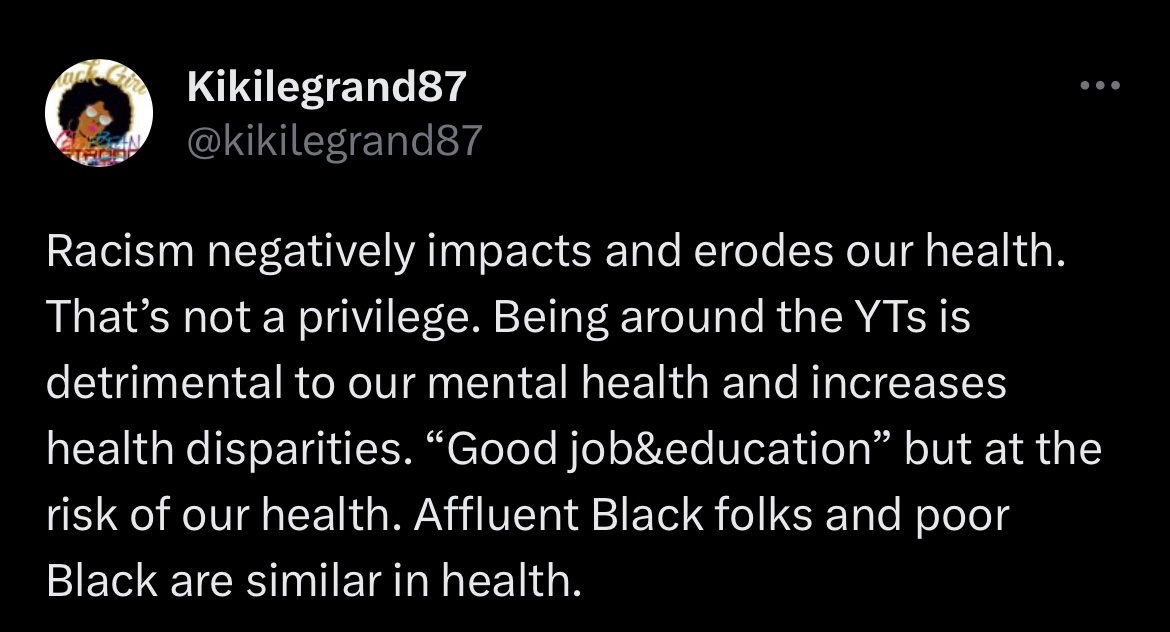 Kikilegrand87
@kikilegrand87
Racism negatively impacts and erodes our health.
That’s not a privilege. Being around the YTs is
detrimental to our mental health and increases
health disparities. “Good job&education” but at the
risk of our health. Affluent Black folks and poor
Black are similar in health.